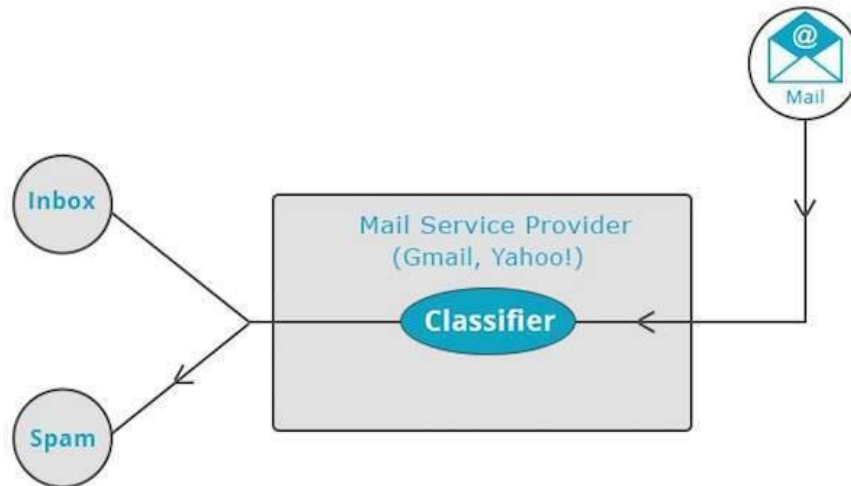 @
Mail
Inbox
Mail Service Provider
(Gmail, Yahoo!)
Classifier
Spam